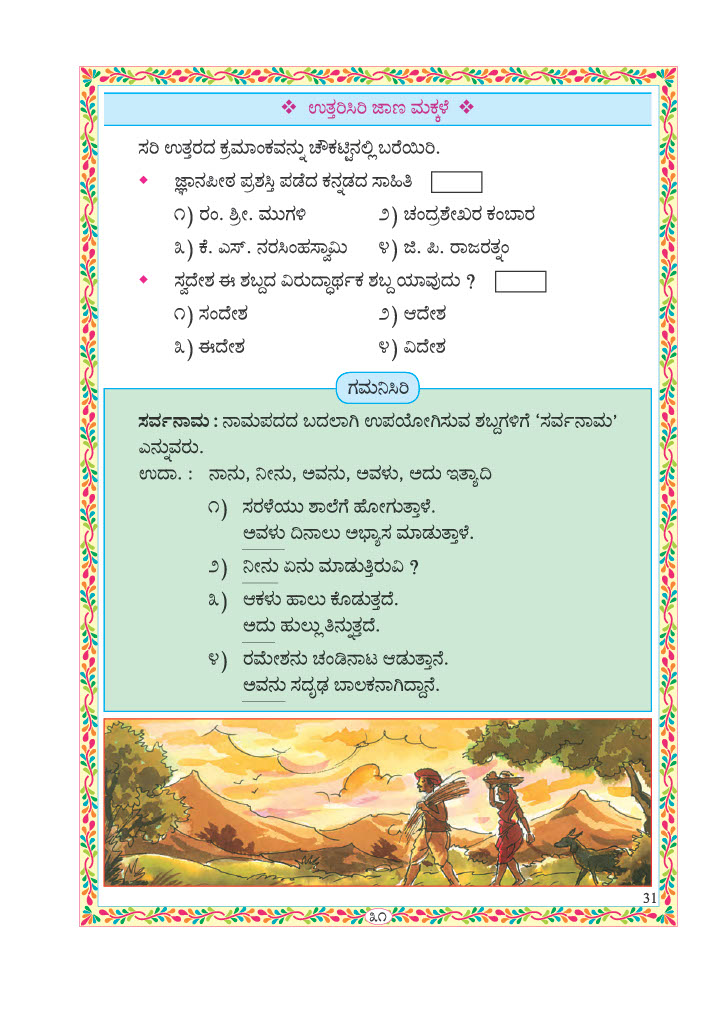 ❖ ಉತ್ತರಿಸಿರಿ ಜಾಣ ಮಕ್ಕಳೆ ❖
ಸರಿ ಉತ್ತರದ ಕ್ರಮಾಂಕವನ್ನು ಚೌಕಟ್ಟಿನಲ್ಲಿ ಬರೆಯಿರಿ.
ಜ್ಞಾನಪೀಠ ಪ್ರಶಸ್ತಿ ಪಡೆದ ಕನ್ನಡದ ಸಾಹಿತಿ
೧) ರಂ. ಶ್ರೀ. ಮುಗಳಿ ೨) ಚಂದ್ರಶೇಖರ ಕಂಬಾರ
೩) ಕೆ. ಎಸ್. ನರಸಿಂಹಸ್ವಾಮಿ ೪) ಜಿ. ಪಿ. ರಾಜರತ್ನಂ
ಸ್ವದೇಶ ಈ ಶಬ್ದದ ವಿರುದ್ಧಾರ್ಥಕ ಶಬ್ದ ಯಾವುದು ?
೧) ಸಂದೇಶ ೨) ಆದೇಶ
೩) ಈದೇಶ ೪) ವಿದೇಶ
ಗಮನಿಸಿರಿ
ಸರ್ವನಾಮ : ನಾಮಪದದ ಬದಲಾಗಿ ಉಪಯೋಗಿಸುವ ಶಬ್ದಗಳಿಗೆ ‘ಸರ್ವನಾಮ’
ಎನ್ನುವರು.
ಉದಾ. : ನಾನು, ನೀನು, ಅವನು, ಅವಳು, ಅದು ಇತ್ಯಾದಿ
೧) ಸರಳೆಯು ಶಾಲೆಗೆ ಹೋಗುತ್ತಾಳೆ.
ಅವಳು ದಿನಾಲು ಅಭ್ಯಾಸ ಮಾಡುತ್ತಾಳೆ.
೨) ನೀನು ಏನು ಮಾಡುತ್ತಿರುವಿ ?
೩) ಆಕಳು ಹಾಲು ಕೊಡುತ್ತದೆ.
ಅದು ಹುಲ್ಲು ತಿನ್ನುತ್ತದೆ.
೪) ರಮೇಶನು ಚಂಡಿನಾಟ ಆಡುತ್ತಾನೆ.
ಅವನು ಸದೃಢ ಬಾಲಕನಾಗಿದ್ದಾನೆ.
31
೩೧